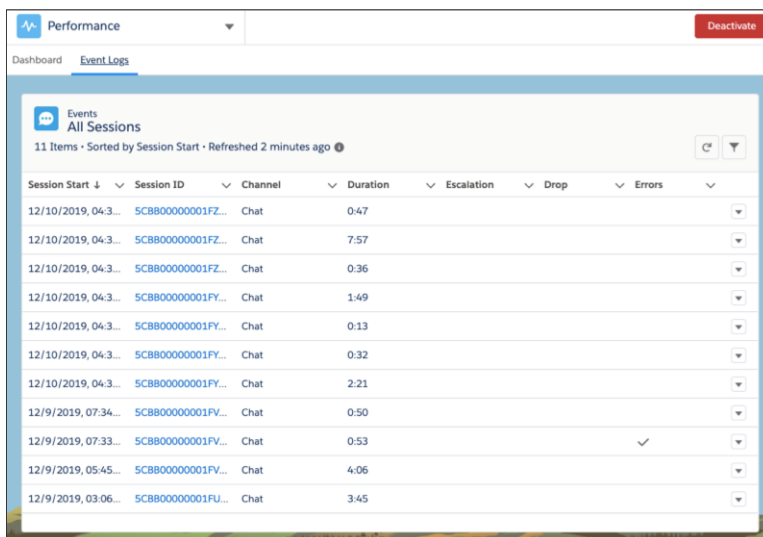 Performance
Deactivate
Dashboard Event Logs
Events
All Sessions
11 Items • Sorted by Session Start • Refreshed 2 minutes ago
Session Start Session ID Channel Duration Escalation Drop Errors
12/10/2019, 04:3... 5CBB00000001FZ... Chat 0:47
12/10/2019, 04:3... 5CBB00000001FZ... Chat 7:57
12/10/2019, 04:3... 5CBB00000001FZ... Chat 0:36
12/10/2019, 04:3... 5CBB00000001FY... Chat 1:49
12/10/2019, 04:3... 5CBB00000001FY... Chat 0:13
12/10/2019, 04:3... 5CBB00000001FY... Chat 0:32
12/10/2019, 04:3... 5CBB00000001FY... Chat 2:21
12/9/2019, 07:34... 5CBB00000001FV... Chat 0:50
12/9/2019, 07:33... 5CBB00000001FV... Chat 0:53
12/9/2019, 05:45... 5CBB00000001FV... Chat 4:06
12/9/2019, 03:06... 5CBB00000001FU... Chat 3:45